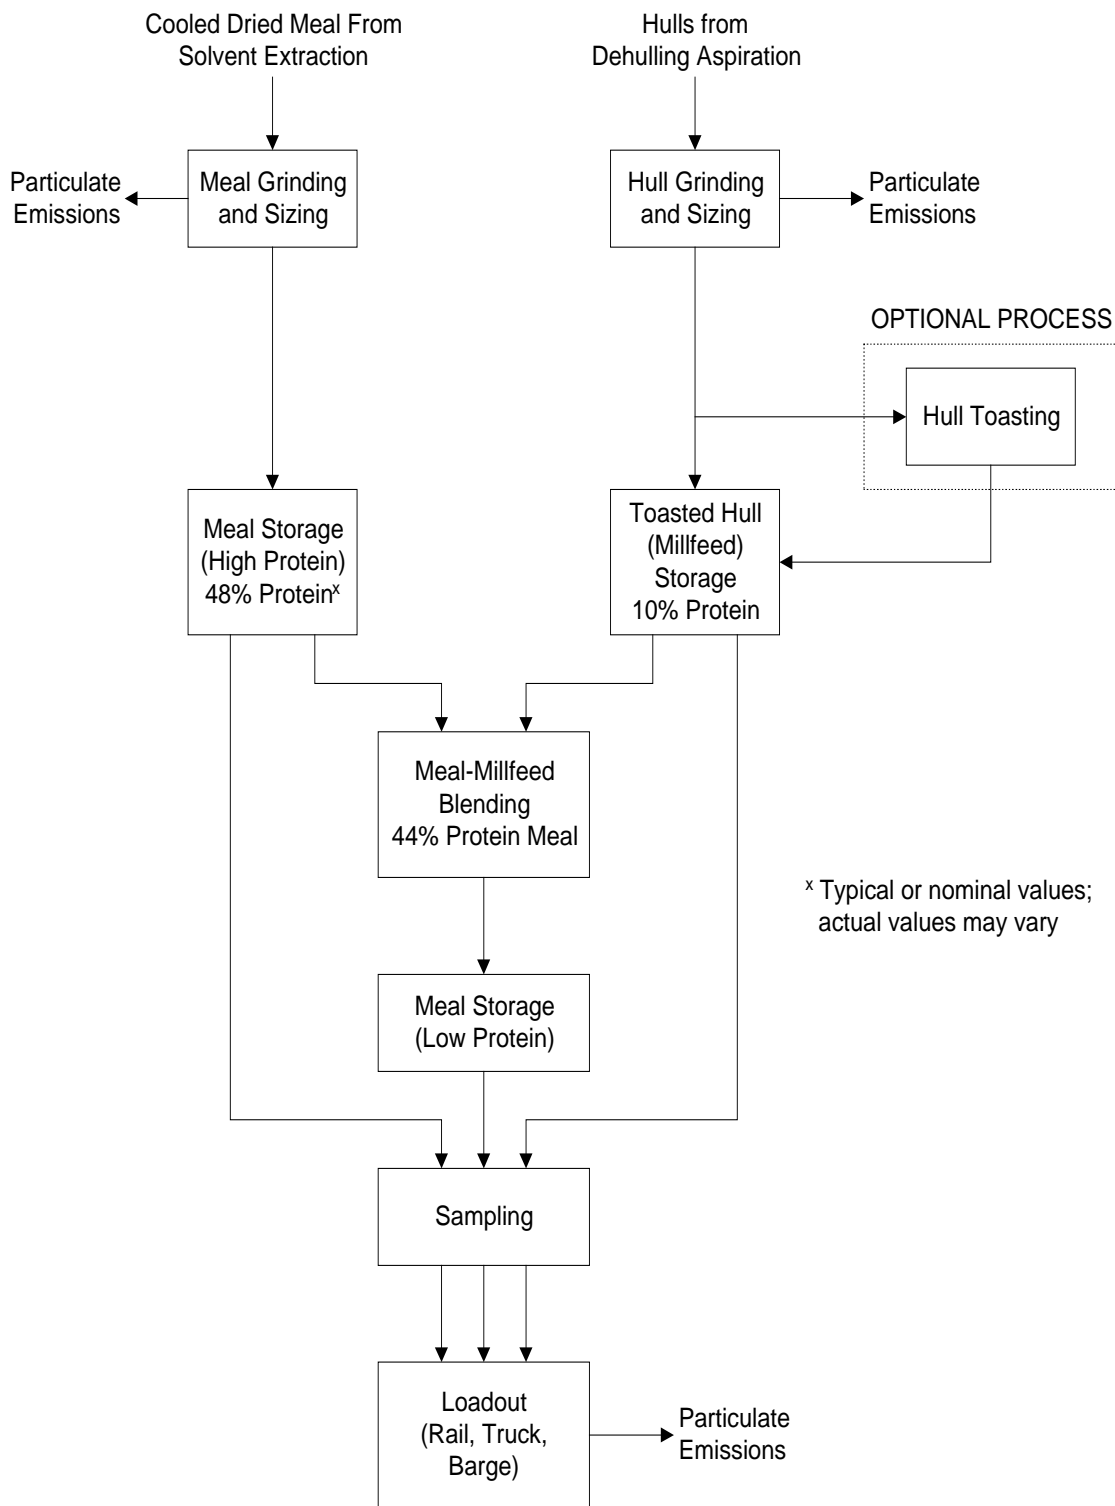 Cooled Dried Meal From
Solvent Extraction
Hulls from
Dehulling Aspiration
Particulate
Emissions
Meal Grinding
and Sizing
Hull Grinding
and Sizing
Particulate
Emissions
OPTIONAL PROCESS
Hull Toasting
Meal Storage
(High Protein)
48% Proteinˣ
Toasted Hull
(Millfeed)
Storage
10% Protein
Meal-Millfeed
Blending
44% Protein Meal
ˣ Typical or nominal values;
actual values may vary
Meal Storage
(Low Protein)
Sampling
Loadout
(Rail, Truck,
Barge)
Particulate
Emissions